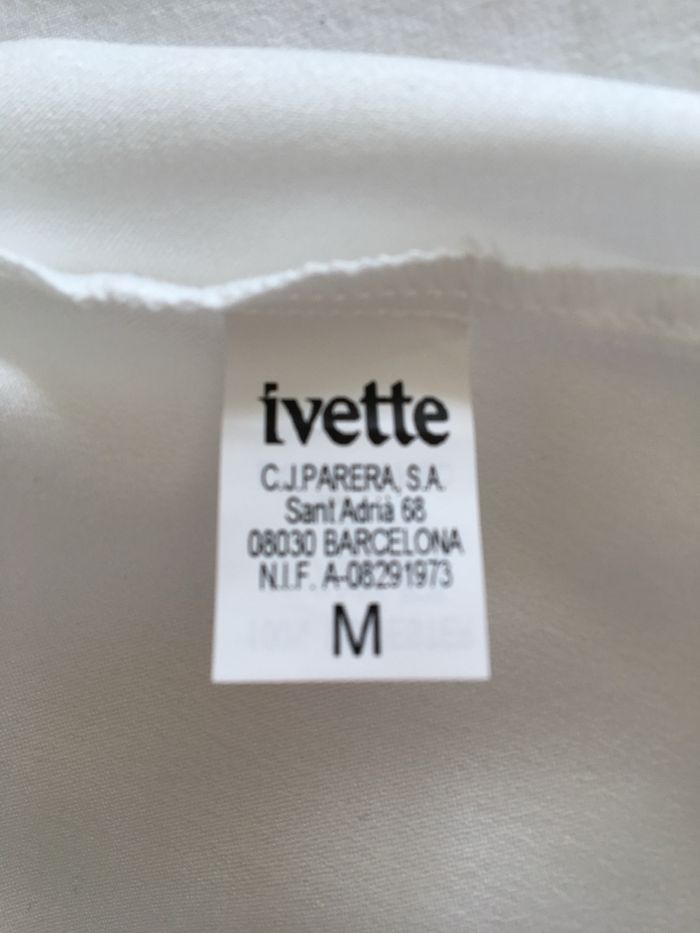 ivette
C.J.PARERA, S.A.
Sant Adrià 68
08030 BARCELONA
N.I.F. A-08291973
M